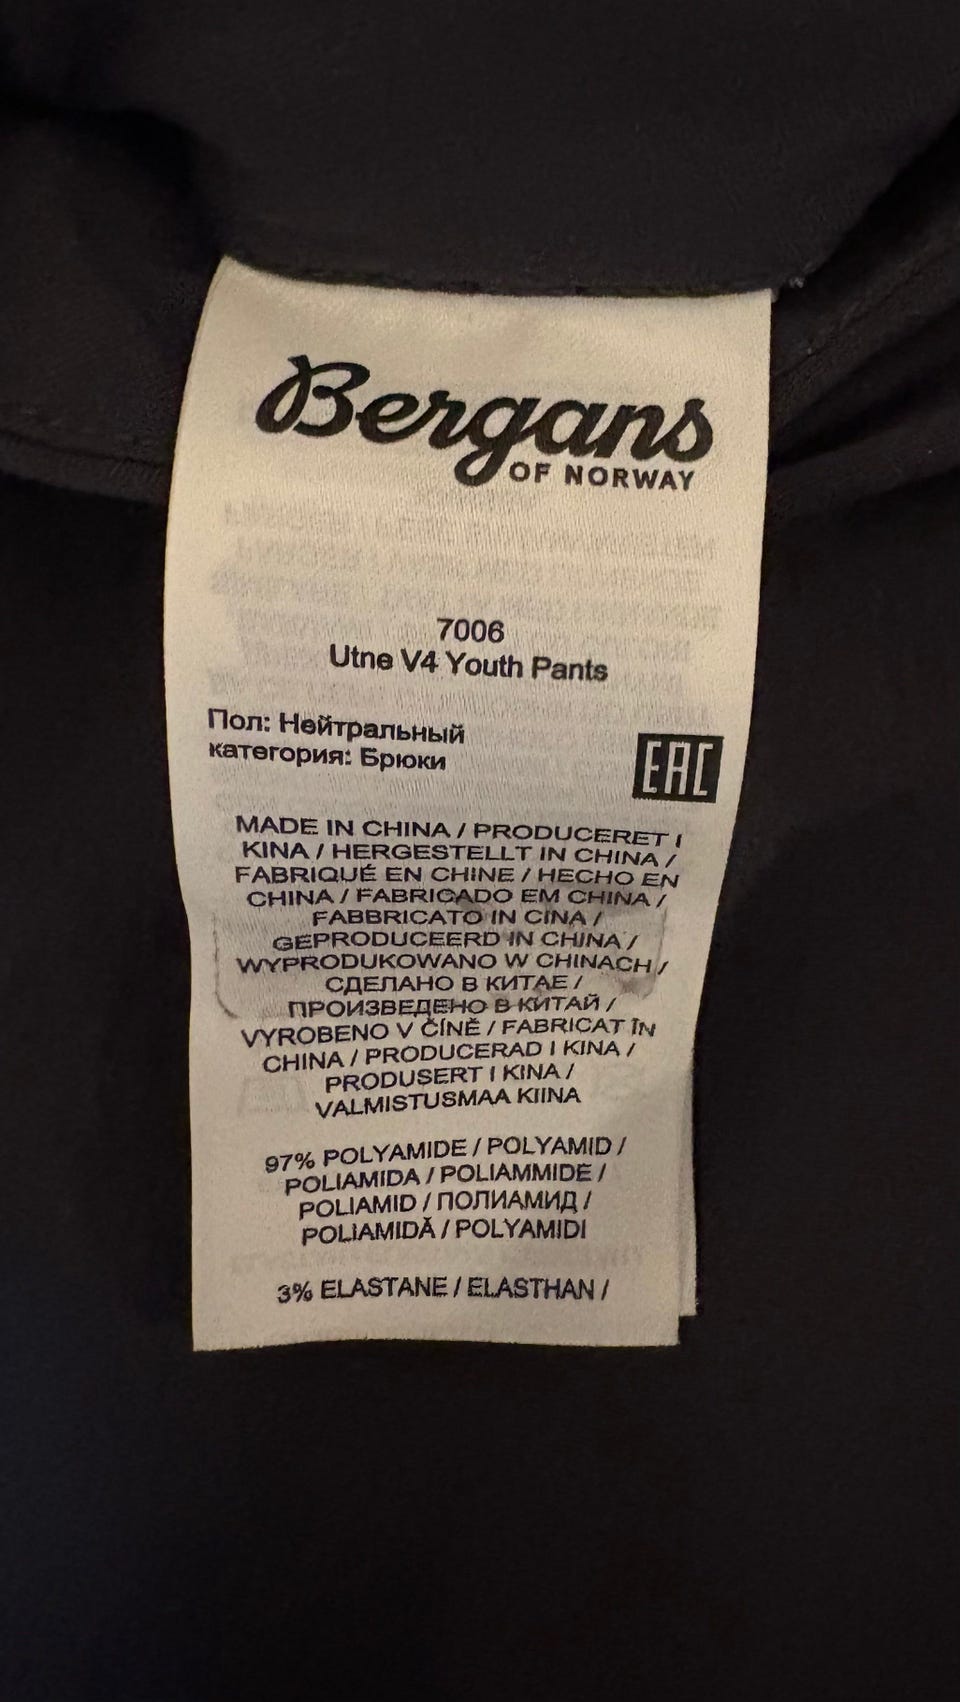 Bergans
OF NORWAY
7006
Utne V4 Youth Pants
Пол: Нейтральный
категория: Брюки
EAC
MADE IN CHINA / PRODUCERET I
KINA / HERGESTELLT IN CHINA /
FABRIQUÉ EN CHINE / HECHO EN
CHINA / FABRICADO EM CHINA /
FABBRICATO IN CINA /
GEPRODUCEERD IN CHINA /
WYPRODUKOWANO W CHINACH /
СДЕЛАНО В КИТАЕ /
ПРОИЗВЕДЕНО В КИТАЙ /
VYROBENO V ČÍNĚ / FABRICAT ÎN
CHINA / PRODUCERAD I KINA /
PRODUSERT I KINA /
VALMISTUSMAA KIINA
97% POLYAMIDE / POLYAMID /
POLIAMIDA / POLIAMMIDE /
POLIAMID / ПОЛИАМИД /
POLIAMIDĂ / POLYAMIDI
3% ELASTANE / ELASTHAN /